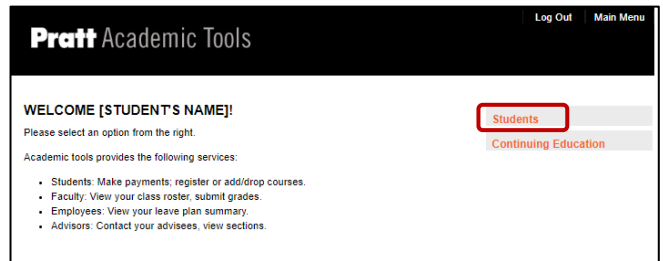 Log Out Main Menu
Pratt Academic Tools
WELCOME [STUDENT'S NAME]!
Please select an option from the right.
Academic tools provides the following services:
• Students: Make payments; register or add/drop courses.
• Faculty: View your class roster, submit grades.
• Employees: View your leave plan summary.
• Advisors: Contact your advisees, view sections.
Students
Continuing Education